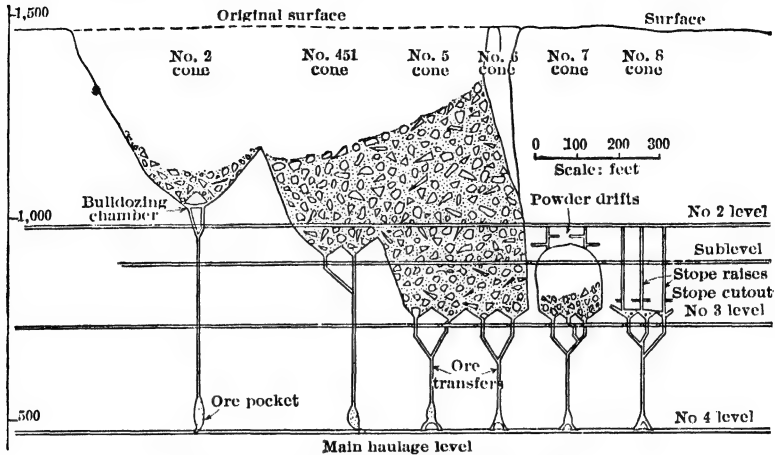 1,500
Original surface
Surface
No. 2
cone
No. 451
cone
No. 5
cone
No. 6
cone
No. 7
cone
No. 8
cone
0 100 200 300
Scale: feet
Bulldozing
chamber
Powder drifts
1,000
No 2 level
Sublevel
Stope raises
Stope cutout
No 3 level
Ore
transfers
Ore pocket
500
No 4 level
Main haulage level